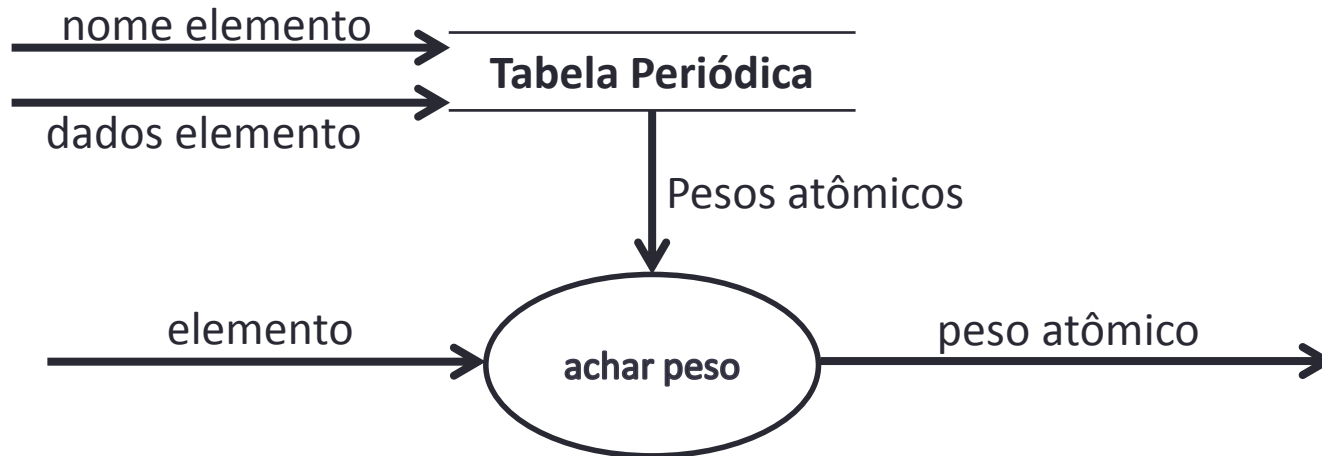 nome elemento
Tabela Periódica
dados elemento
Pesos atômicos
elemento
peso atômico
achar peso